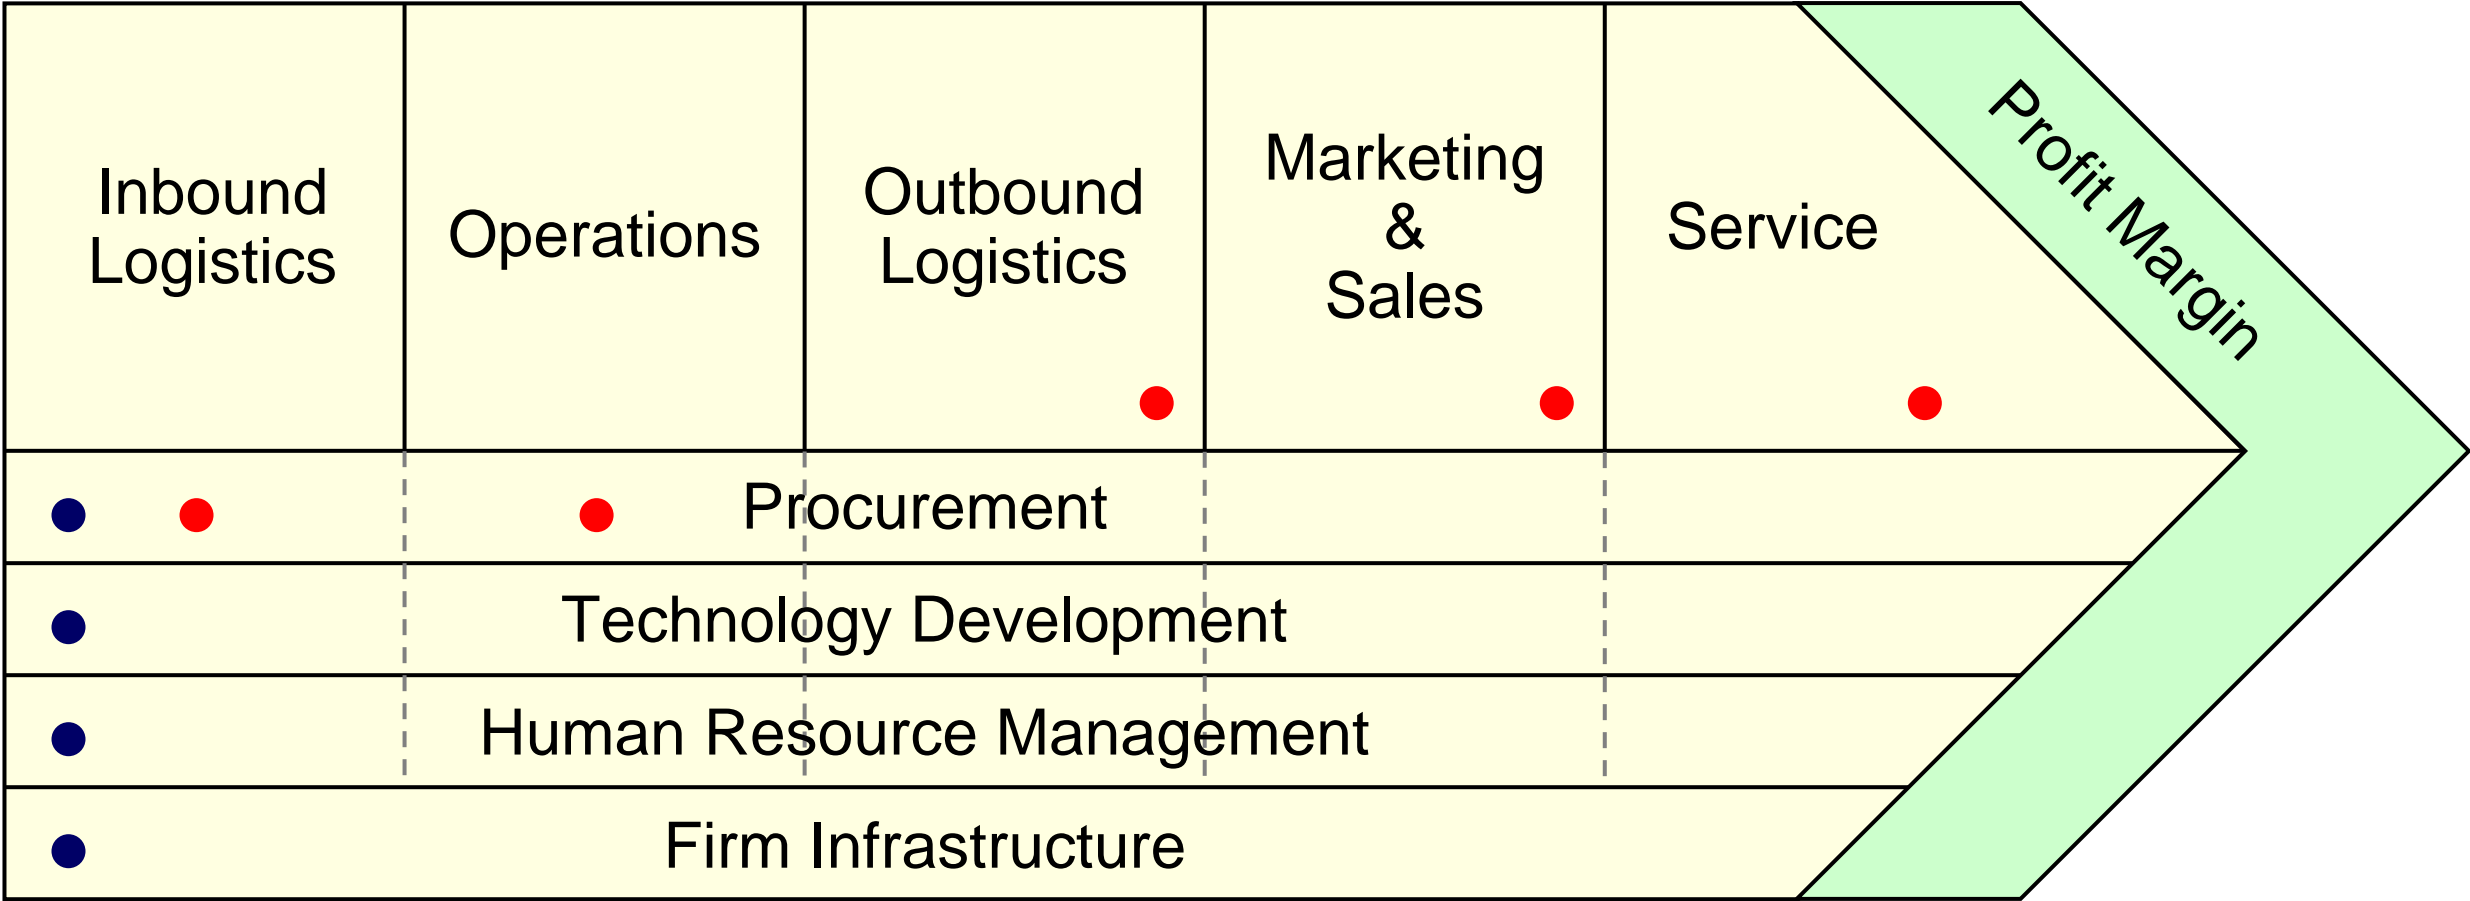 Inbound
Logistics
Operations
Outbound
Logistics
Marketing
&
Sales
Service
Profit Margin
Procurement
Technology Development
Human Resource Management
Firm Infrastructure